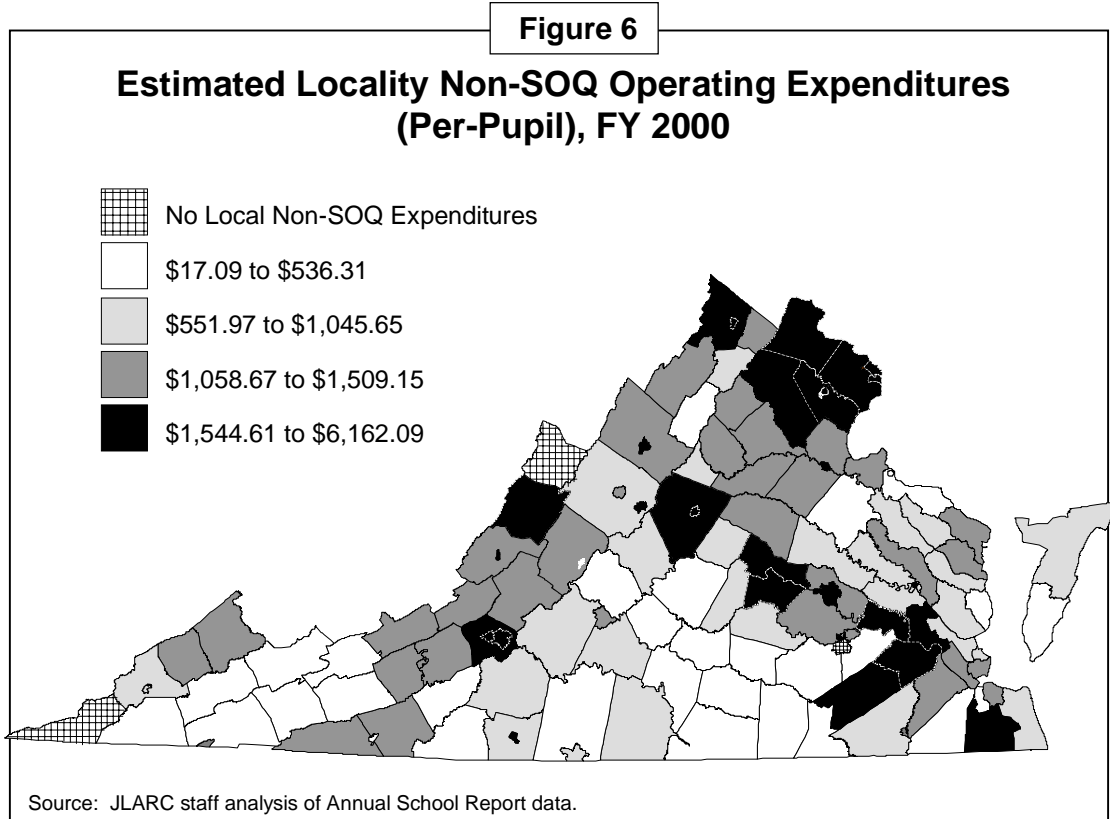 Figure 6
Estimated Locality Non-SOQ Operating Expenditures
(Per-Pupil), FY 2000
No Local Non-SOQ Expenditures
$17.09 to $536.31
$551.97 to $1,045.65
$1,058.67 to $1,509.15
$1,544.61 to $6,162.09
Source: JLARC staff analysis of Annual School Report data.